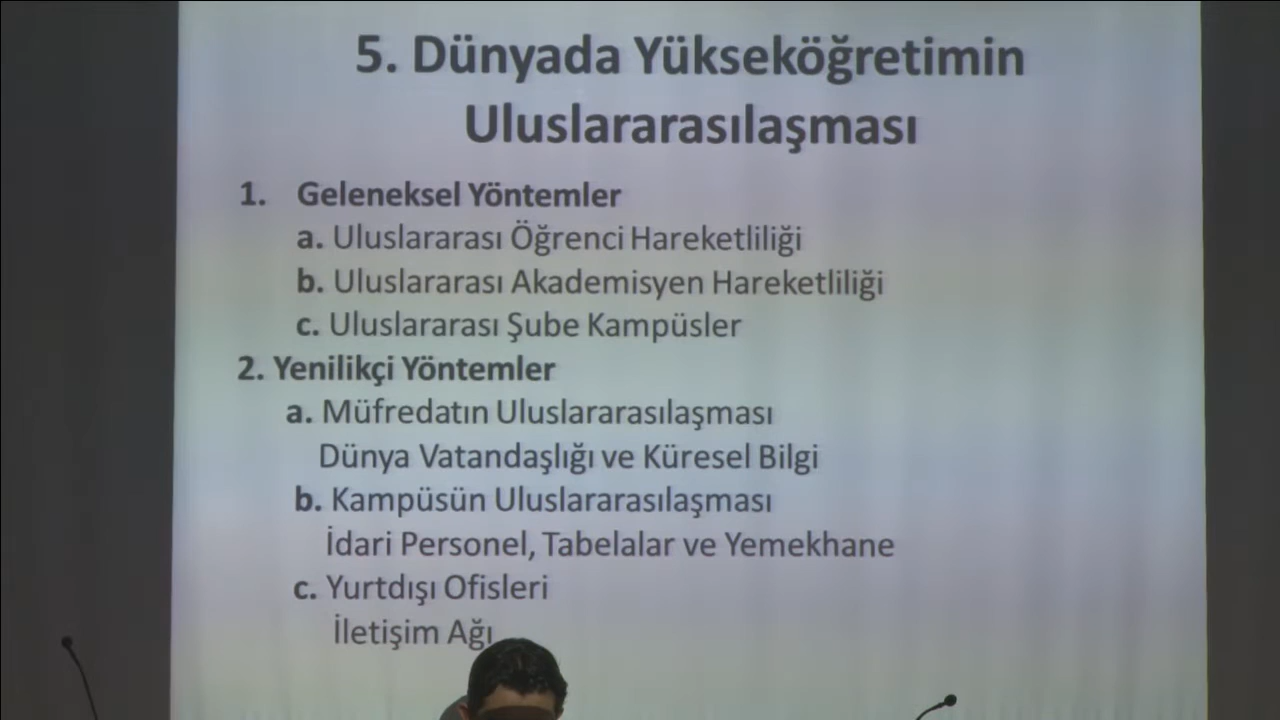 5. Dünyada Yükseköğretimin
Uluslararasılaşması
1. Geleneksel Yöntemler
a. Uluslararası Öğrenci Hareketliliği
b. Uluslararası Akademisyen Hareketliliği
c. Uluslararası Şube Kampüsler
2. Yenilikçi Yöntemler
a. Müfredatın Uluslararasılaşması
Dünya Vatandaşlığı ve Küresel Bilgi
b. Kampüsün Uluslararasılaşması
İdari Personel, Tabelalar ve Yemekhane
c. Yurtdışı Ofisleri
İletişim Ağı